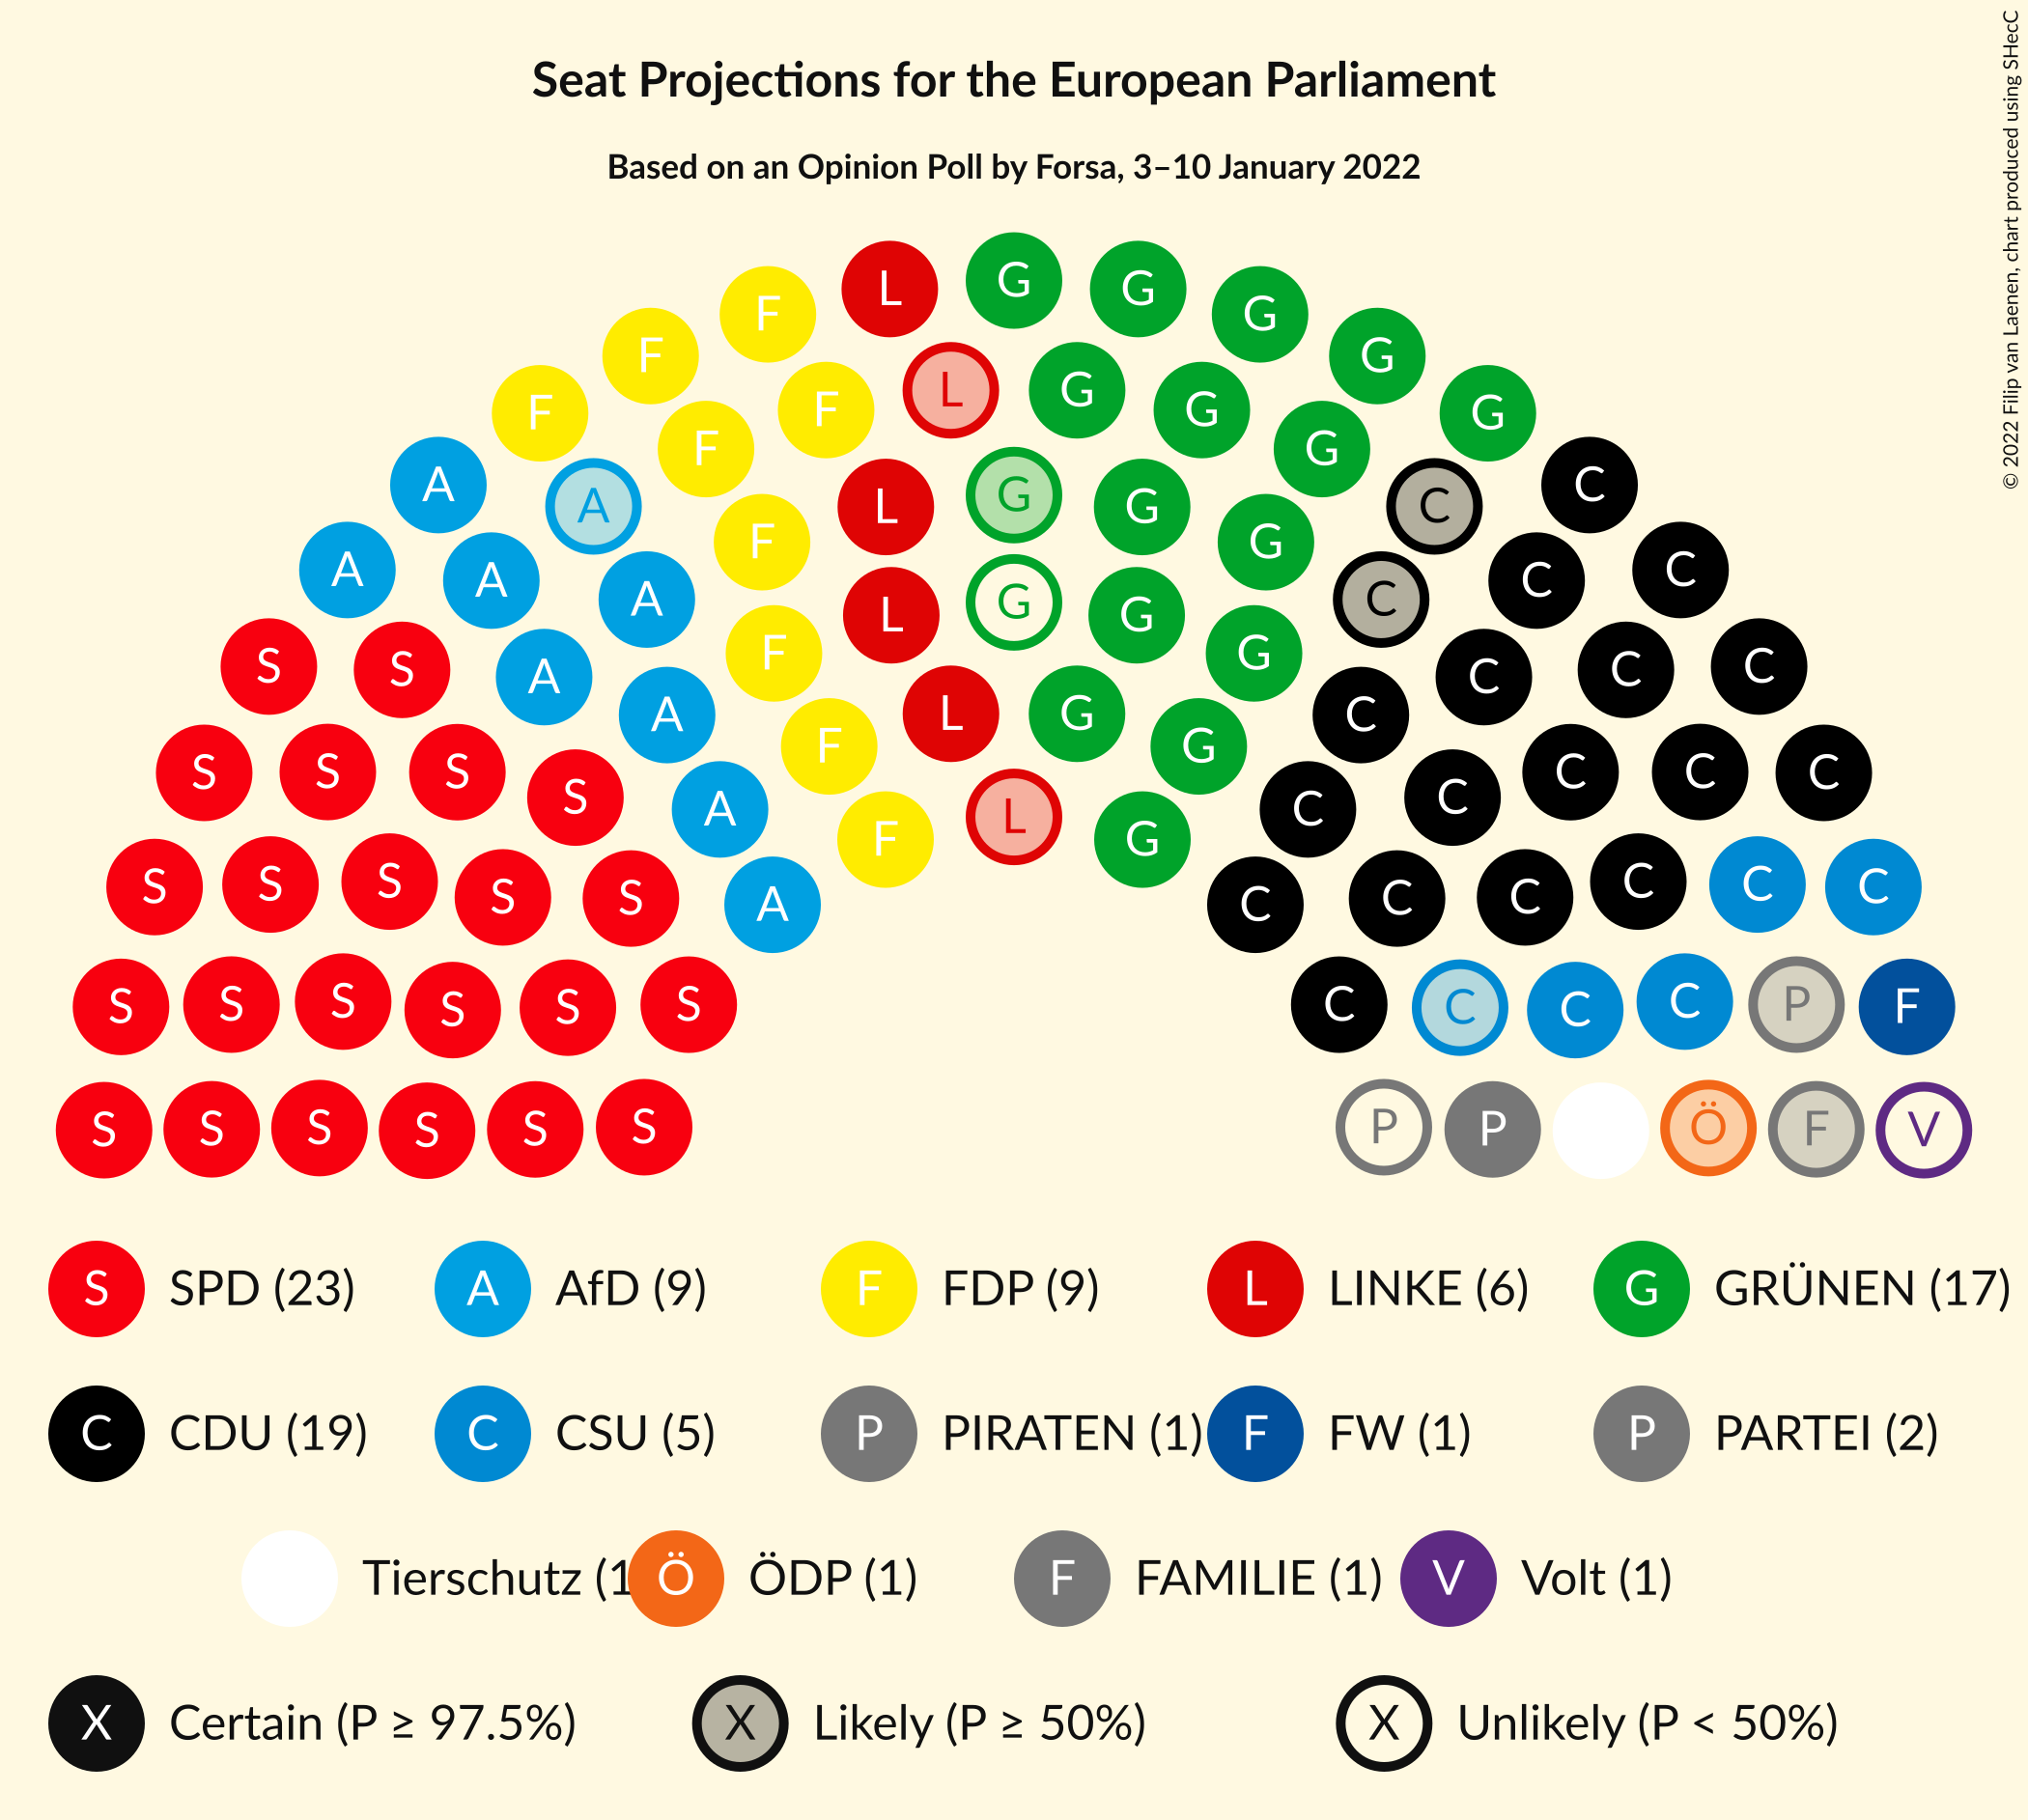 Seat Projections for the European Parliament
Based on an Opinion Poll by Forsa, 3–10 January 2022
© 2022 Filip van Laenen, chart produced using SHecC
L G G G G G
F F F
L G G G
F F F C C
A A A
L G G G
F C C C
A A A
L G G G
F C C C
S S A A
L G G
F C C C C
S S S S A
F L G
C C C C C
S S S S S A
C C C C C C
S S S S S S
C C C C P F
S S S S S S
P P Ö F V
S SPD (23) A AfD (9) F FDP (9) L LINKE (6) G GRÜNEN (17)
C CDU (19) C CSU (5) P PIRATEN (1) F FW (1) P PARTEI (2)
Tierschutz (1 Ö ÖDP (1) F FAMILIE (1) V Volt (1)
X Certain (P ≥ 97.5%) X Likely (P ≥ 50%) X Unlikely (P < 50%)